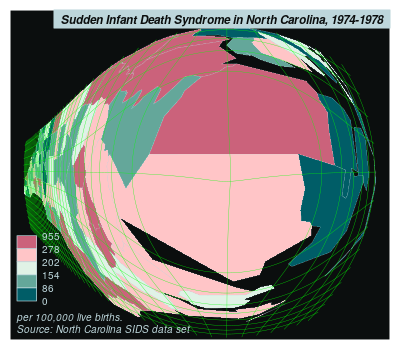 Sudden Infant Death Syndrome in North Carolina, 1974-1978
955
278
202
154
86
0
per 100,000 live births.
Source: North Carolina SIDS data set